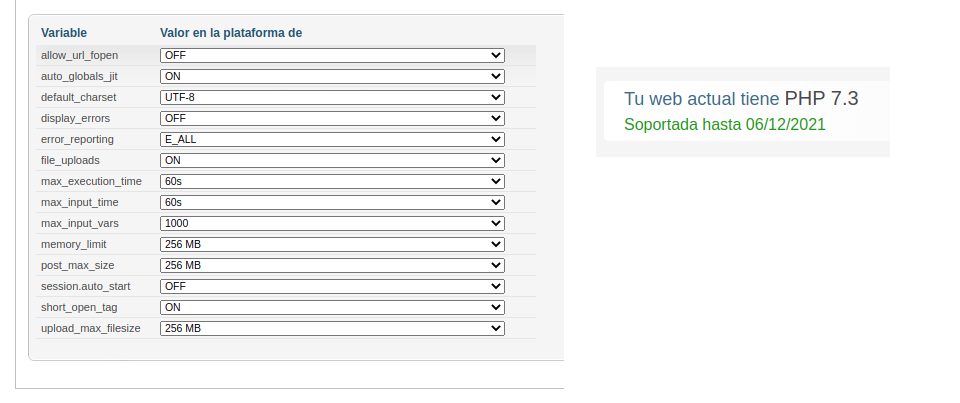 Variable Valor en la plataforma de
allow_url_fopen OFF
auto_globals_jit ON
default_charset UTF-8
display_errors OFF
error_reporting E_ALL
file_uploads ON
max_execution_time 60s
max_input_time 60s
max_input_vars 1000
memory_limit 256 MB
post_max_size 256 MB
session.auto_start OFF
short_open_tag ON
upload_max_filesize 256 MB
Tu web actual tiene PHP 7.3
Soportada hasta 06/12/2021